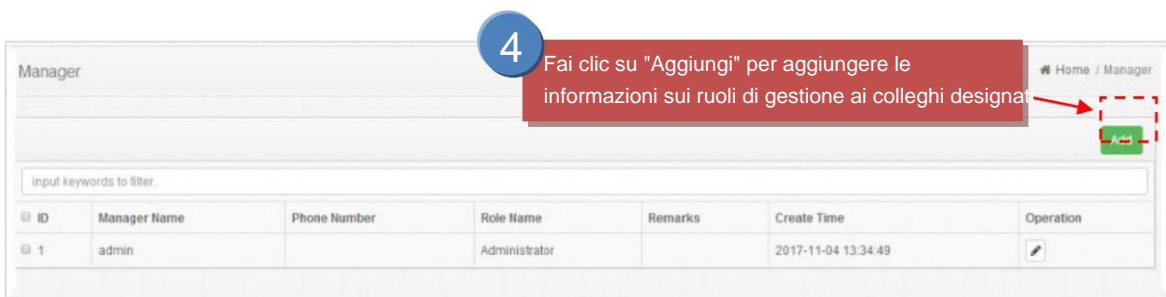 4
Fai clic su "Aggiungi" per aggiungere le
informazioni sui ruoli di gestione ai colleghi designat
Manager
Home / Manager
Add
input keywords to filter.
ID Manager Name Phone Number Role Name Remarks Create Time Operation
1 admin Administrator 2017-11-04 13:34:49